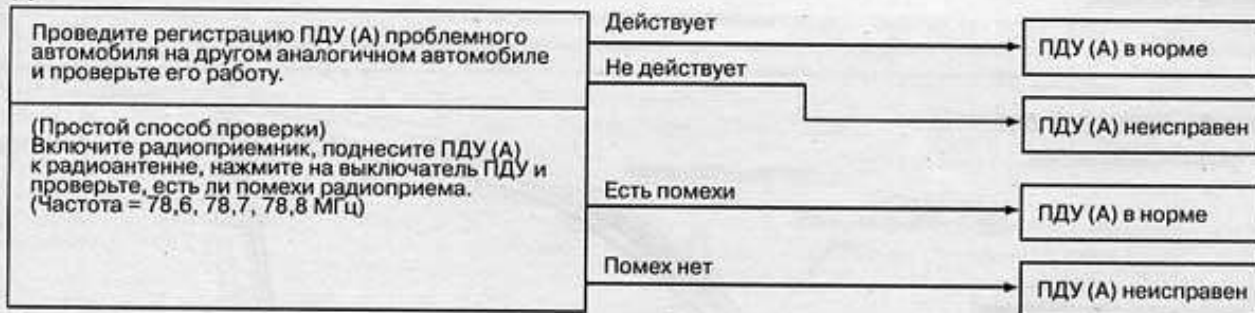 Проведите регистрацию ПДУ (А) проблемного
автомобиля на другом аналогичном автомобиле
и проверьте его работу.
Действует
ПДУ (А) в норме
Не действует
ПДУ (А) неисправен
(Простой способ проверки)
Включите радиоприемник, поднесите ПДУ (А)
к радиоантенне, нажмите на выключатель ПДУ и
проверьте, есть ли помехи радиоприема.
(Частота = 78,6, 78,7, 78,8 МГц)
Есть помехи
ПДУ (А) в норме
Помех нет
ПДУ (А) неисправен